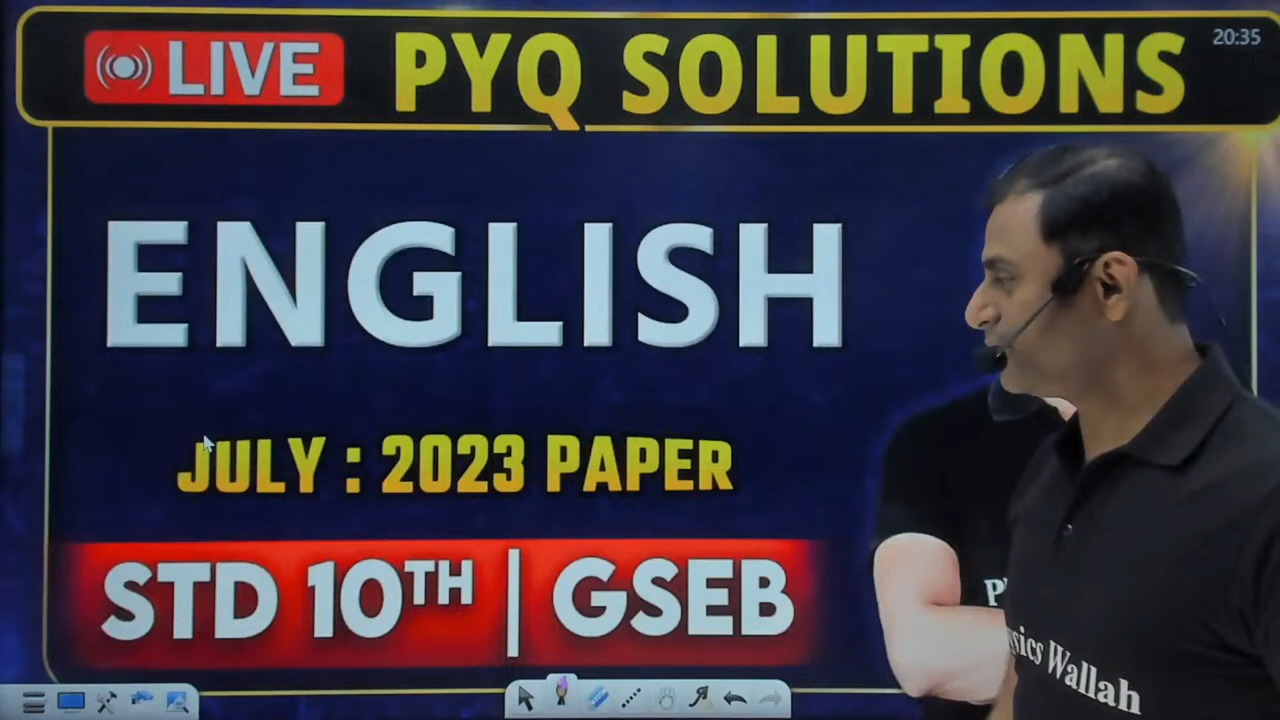 LIVE PYQ SOLUTIONS 20:35
ENGLISH
JULY : 2023 PAPER
STD 10TH | GSEB
Wallah